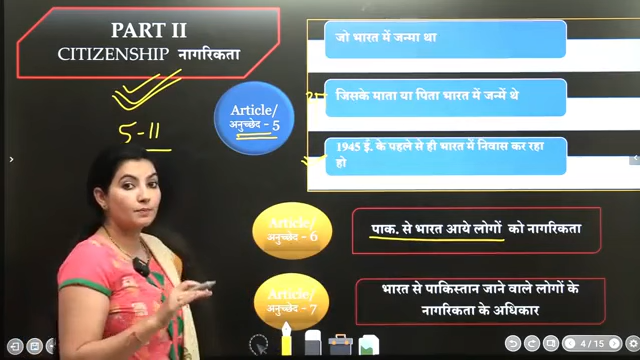 PART II
CITIZENSHIP नागरिकता
5-11
Article/
अनुच्छेद - 5
जो भारत में जन्मा था
जिसके माता या पिता भारत में जन्में थे
1945 ई. के पहले से ही भारत में निवास कर रहा
हो
Article/
अनुच्छेद - 6
पाक. से भारत आये लोगों को नागरिकता
Article/
अनुच्छेद - 7
भारत से पाकिस्तान जाने वाले लोगों के
नागरिकता के अधिकार
4 / 15